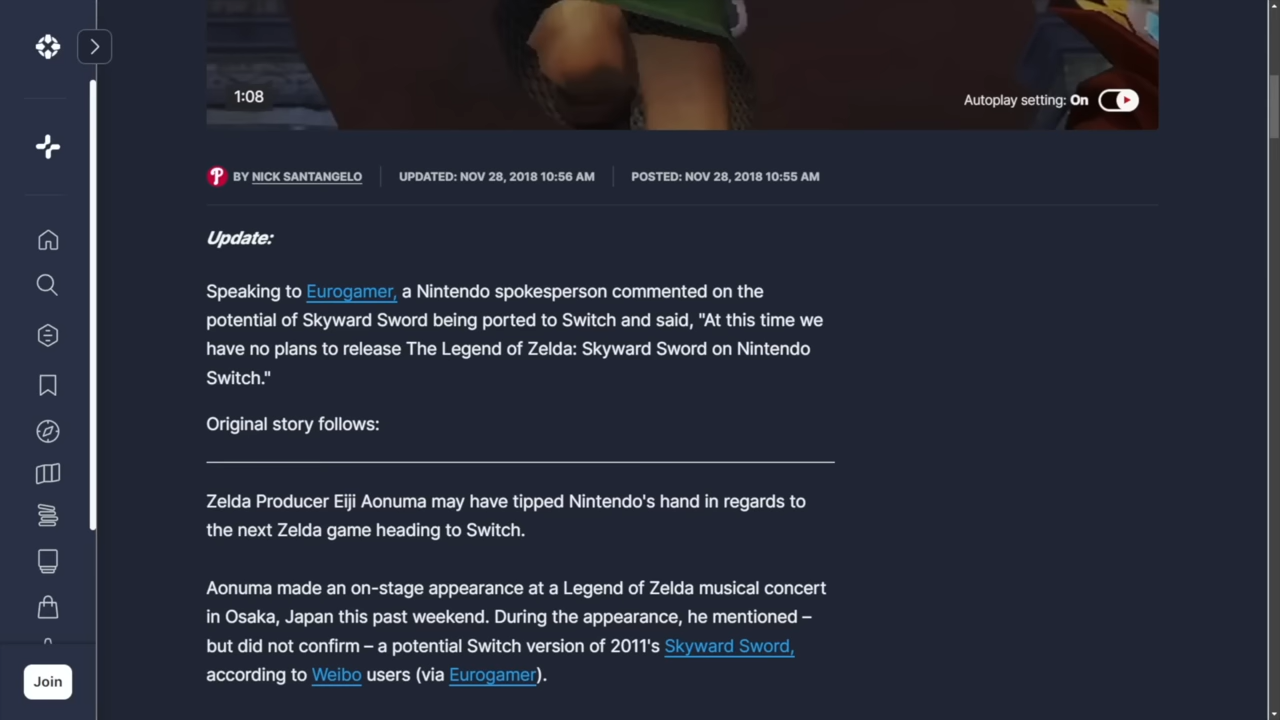 1:08
Autoplay setting: On
BY NICK SANTANGELO
UPDATED: NOV 28, 2018 10:56 AM
POSTED: NOV 28, 2018 10:55 AM
Update:
Speaking to Eurogamer, a Nintendo spokesperson commented on the
potential of Skyward Sword being ported to Switch and said, "At this time we
have no plans to release The Legend of Zelda: Skyward Sword on Nintendo
Switch."
Original story follows:
Zelda Producer Eiji Aonuma may have tipped Nintendo's hand in regards to
the next Zelda game heading to Switch.
Aonuma made an on-stage appearance at a Legend of Zelda musical concert
in Osaka, Japan this past weekend. During the appearance, he mentioned –
but did not confirm – a potential Switch version of 2011's Skyward Sword,
according to Weibo users (via Eurogamer).
Join